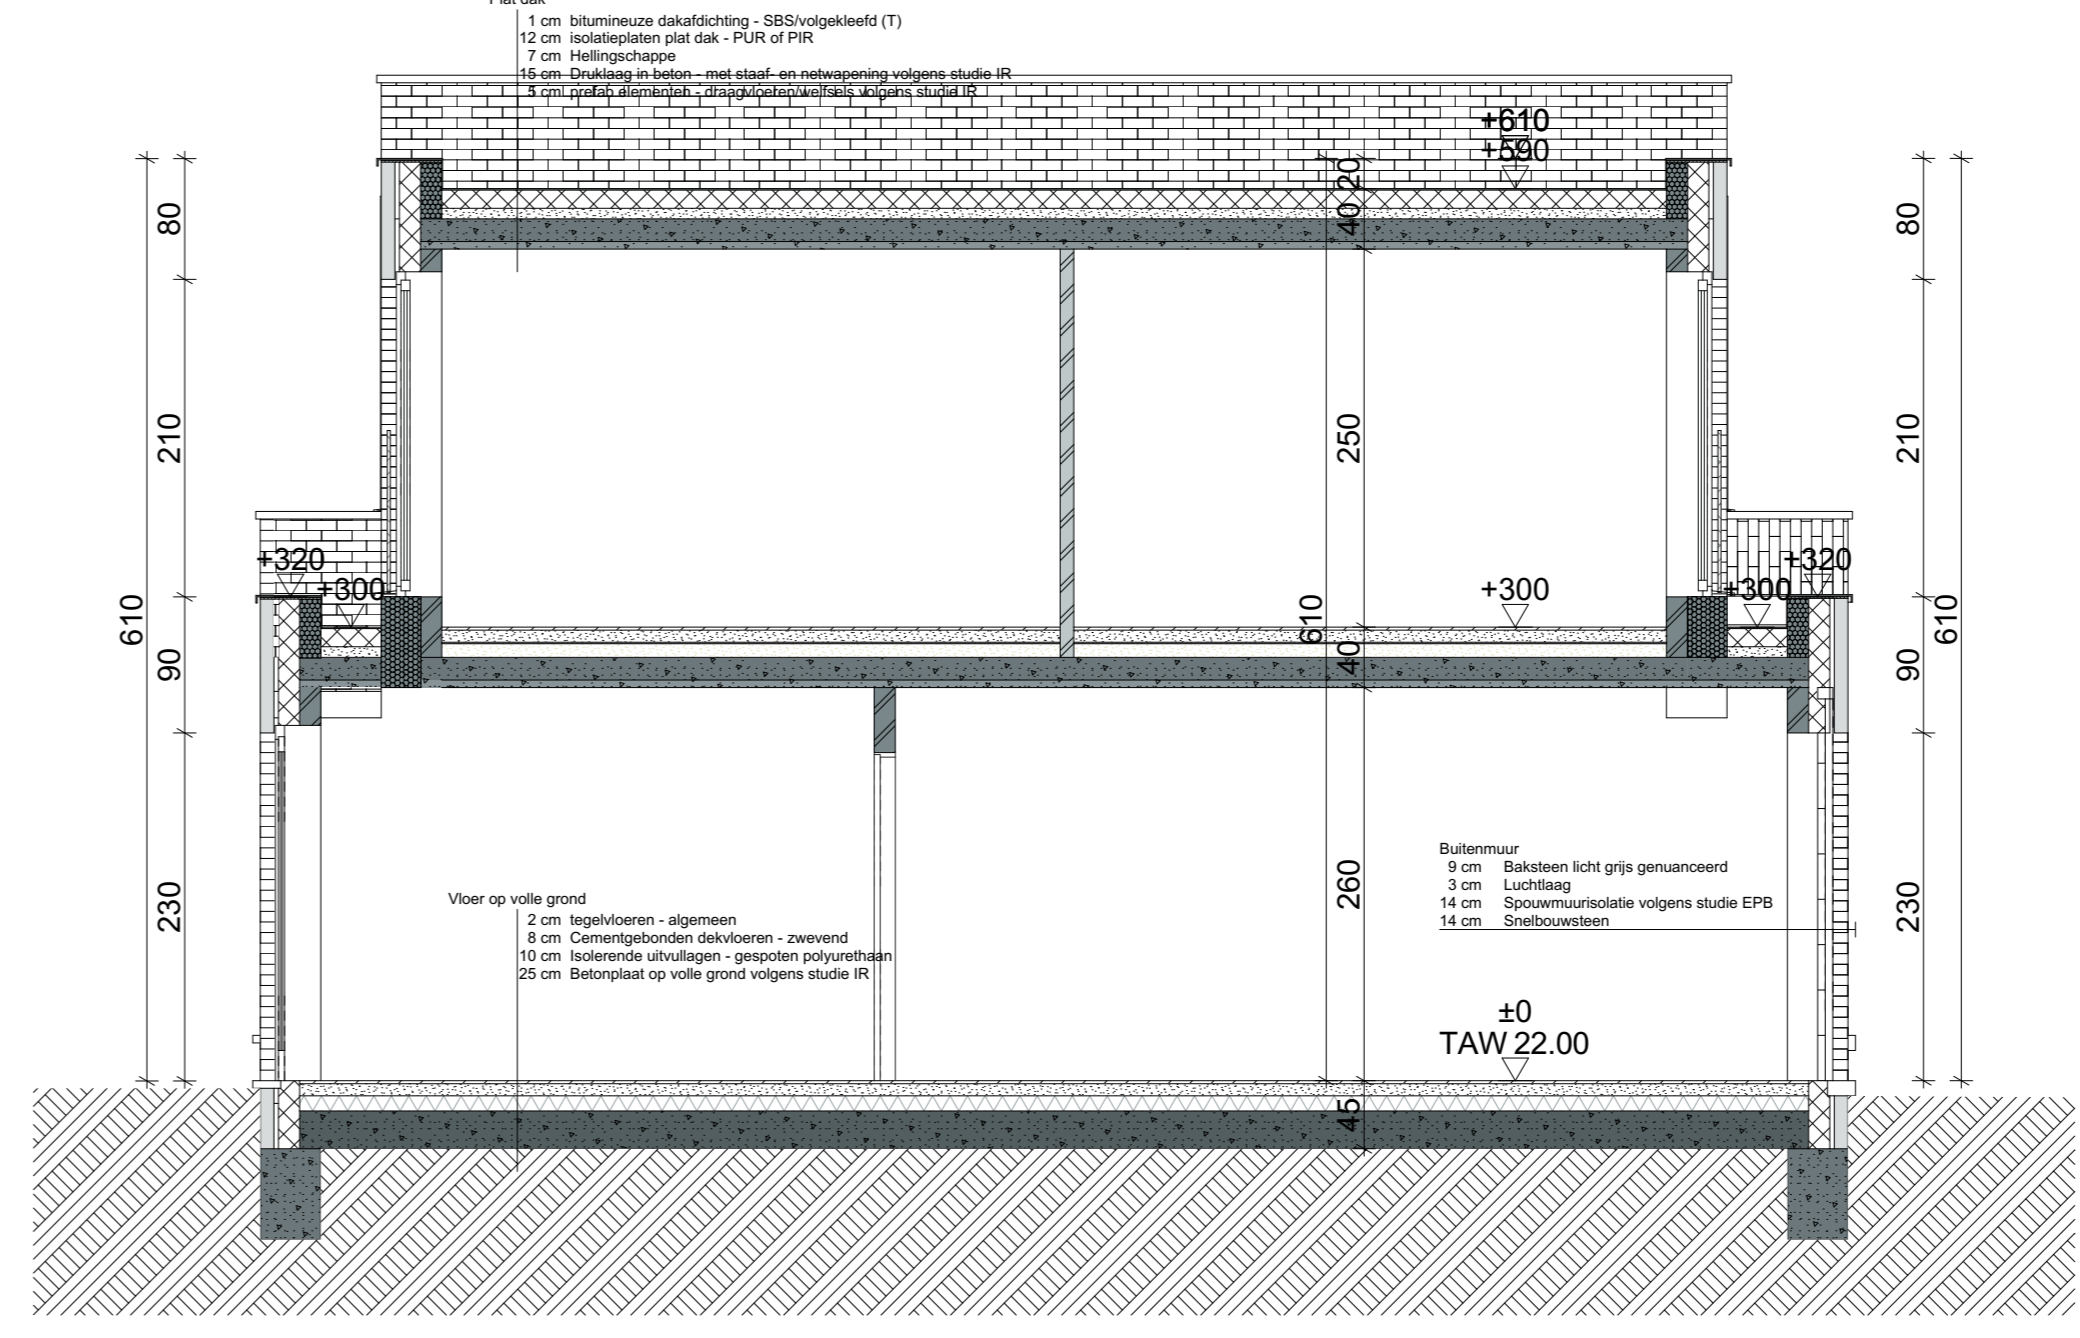 Plat dak
1 cm bitumineuze dakafdichting - SBS/volgekleefd (T)
12 cm isolatieplaten plat dak - PUR of PIR
7 cm Hellingschappe
15 cm Druklaag in beton - met staaf- en netwapening volgens studie IR
5 cm prefab elementen - draagvloeren/welfsels volgens studie IR
+610
+590
20
40
80
80
210
250
210
+320
+300
+300
+300
+320
610
610
610
90
40
90
Buitenmuur
9 cm Baksteen licht grijs genuanceerd
3 cm Luchtlaag
14 cm Spouwmuurisolatie volgens studie EPB
14 cm Snelbouwsteen
230
260
230
Vloer op volle grond
2 cm tegelvloeren - algemeen
8 cm Cementgebonden dekvloeren - zwevend
10 cm Isolerende uitvullagen - gespoten polyurethaan
25 cm Betonplaat op volle grond volgens studie IR
±0
TAW 22.00
45